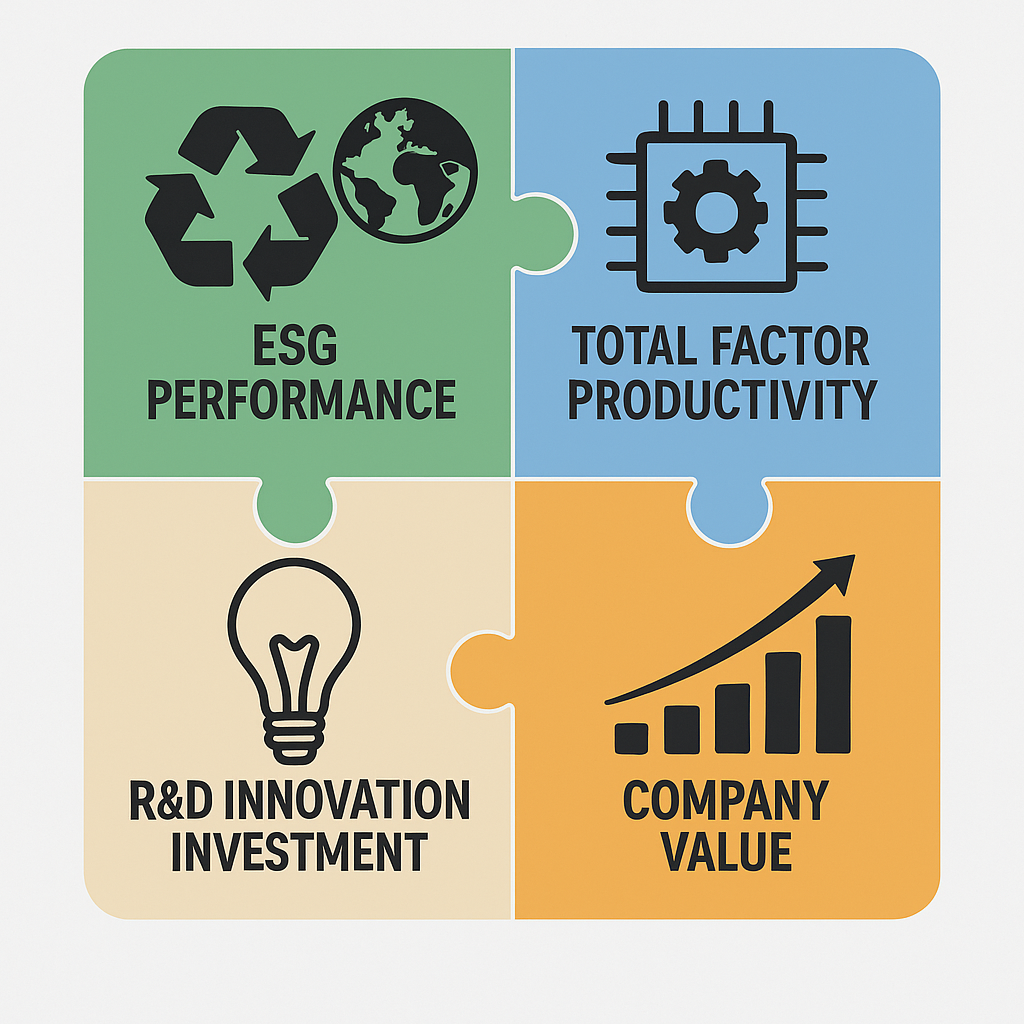 ESG
PERFORMANCE
TOTAL FACTOR
PRODUCTIVITY
R&D INNOVATION
INVESTMENT
COMPANY
VALUE